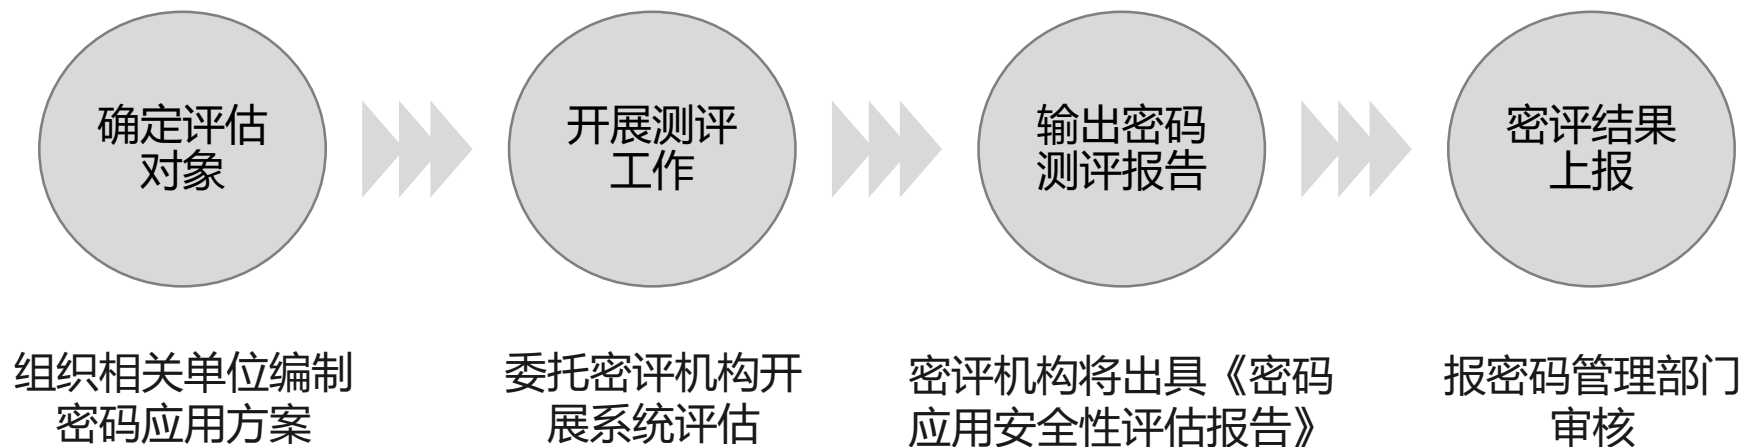 确定评估
对象
开展测评
工作
输出密码
测评报告
密评结果
上报
组织相关单位编制
密码应用方案
委托密评机构开
展系统评估
密评机构将出具《密码
应用安全性评估报告》
报密码管理部门
审核